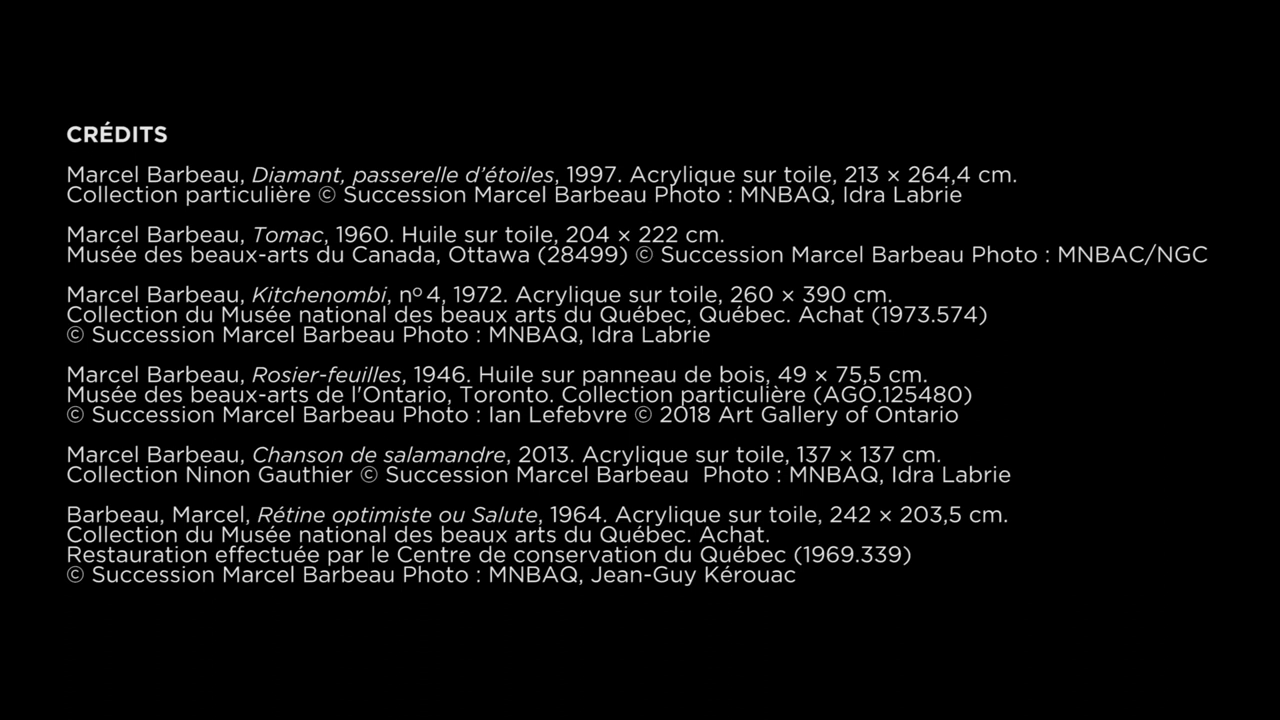 CRÉDITS
Marcel Barbeau, Diamant, passerelle d'étoiles, 1997. Acrylique sur toile, 213 × 264,4 cm.
Collection particulière © Succession Marcel Barbeau Photo : MNBAQ, Idra Labrie
Marcel Barbeau, Tomac, 1960. Huile sur toile, 204 × 222 cm.
Musée des beaux-arts du Canada, Ottawa (28499) © Succession Marcel Barbeau Photo : MNBAC/NGC
Marcel Barbeau, Kitchenombi, nº 4, 1972. Acrylique sur toile, 260 × 390 cm.
Collection du Musée national des beaux arts du Québec, Québec. Achat (1973.574)
© Succession Marcel Barbeau Photo : MNBAQ, Idra Labrie
Marcel Barbeau, Rosier-feuilles, 1946. Huile sur panneau de bois, 49 × 75,5 cm.
Musée des beaux-arts de l'Ontario, Toronto. Collection particulière (AGO.125480)
© Succession Marcel Barbeau Photo : Ian Lefebvre © 2018 Art Gallery of Ontario
Marcel Barbeau, Chanson de salamandre, 2013. Acrylique sur toile, 137 × 137 cm.
Collection Ninon Gauthier © Succession Marcel Barbeau  Photo : MNBAQ, Idra Labrie
Barbeau, Marcel, Rétine optimiste ou Salute, 1964. Acrylique sur toile, 242 × 203,5 cm.
Collection du Musée national des beaux arts du Québec. Achat.
Restauration effectuée par le Centre de conservation du Québec (1969.339)
© Succession Marcel Barbeau Photo : MNBAQ, Jean-Guy Kérouac